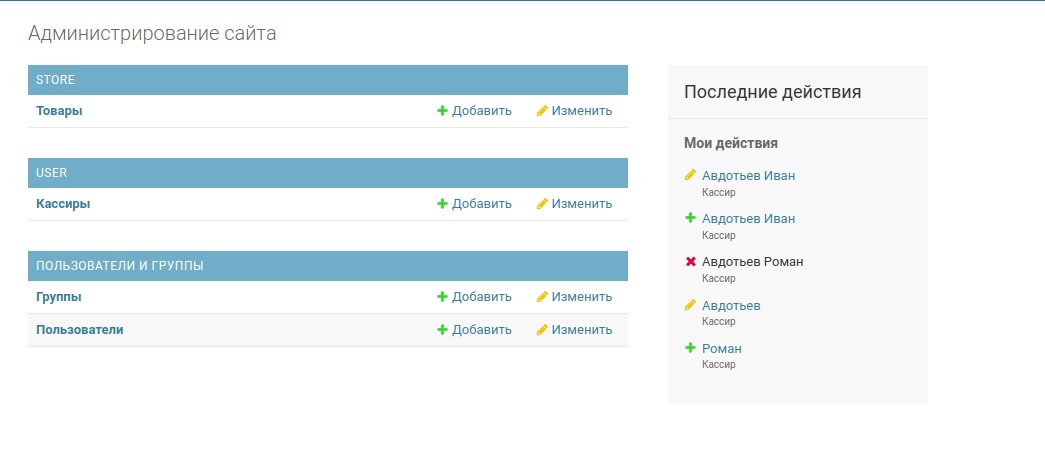 Администрирование сайта
STORE
Товары Добавить Изменить
USER
Кассиры Добавить Изменить
ПОЛЬЗОВАТЕЛИ И ГРУППЫ
Группы Добавить Изменить
Пользователи Добавить Изменить
Последние действия
Мои действия
Авдотьев Иван
Кассир
Авдотьев Иван
Кассир
Авдотьев Роман
Кассир
Авдотьев
Кассир
Роман
Кассир